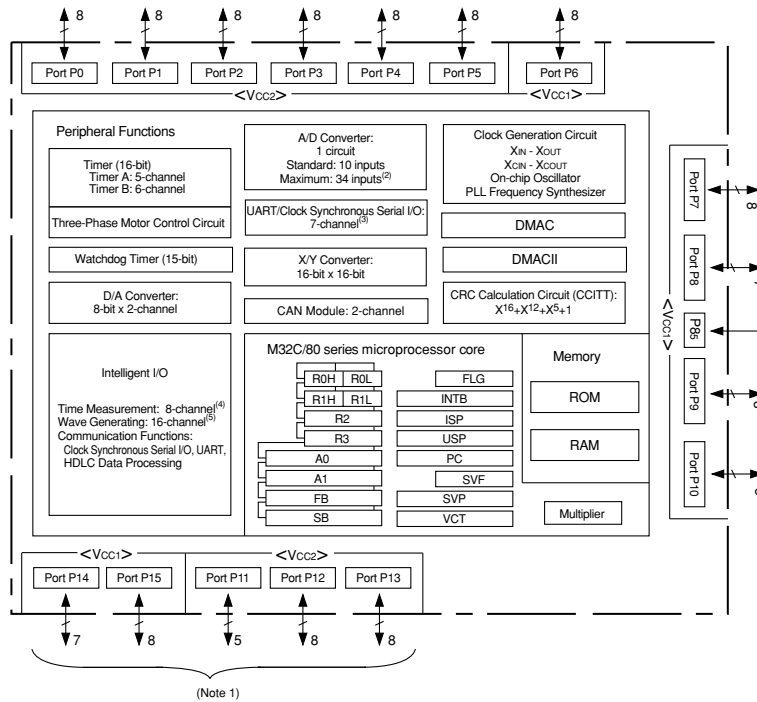 8 8 8 8 8 8 8
Port P0 Port P1 Port P2 Port P3 Port P4 Port P5 Port P6
<VCC2> <VCC1>
Peripheral Functions
Timer (16-bit)
Timer A: 5-channel
Timer B: 6-channel
Three-Phase Motor Control Circuit
Watchdog Timer (15-bit)
D/A Converter:
8-bit x 2-channel
Intelligent I/O
Time Measurement: 8-channel(4)
Wave Generating: 16-channel(5)
Communication Functions:
Clock Synchronous Serial I/O, UART,
HDLC Data Processing
A/D Converter:
1 circuit
Standard: 10 inputs
Maximum: 34 inputs(2)
UART/Clock Synchronous Serial I/O:
7-channel(3)
X/Y Converter:
16-bit x 16-bit
CAN Module: 2-channel
Clock Generation Circuit
XIN - XOUT
XCIN - XCOUT
On-chip Oscillator
PLL Frequency Synthesizer
DMAC
DMACII
CRC Calculation Circuit (CCITT):
X16+X12+X5+1
M32C/80 series microprocessor core
R0H R0L
R1H R1L
R2
R3
A0
A1
FB
SB
FLG
INTB
ISP
USP
PC
SVF
SVP
VCT
Memory
ROM
RAM
Multiplier
<VCC1>
Port P7
8
Port P8
P85
Port P9
Port P10
<VCC1> <VCC2>
Port P14 Port P15 Port P11 Port P12 Port P13
7 8 5 8 8
(Note 1)